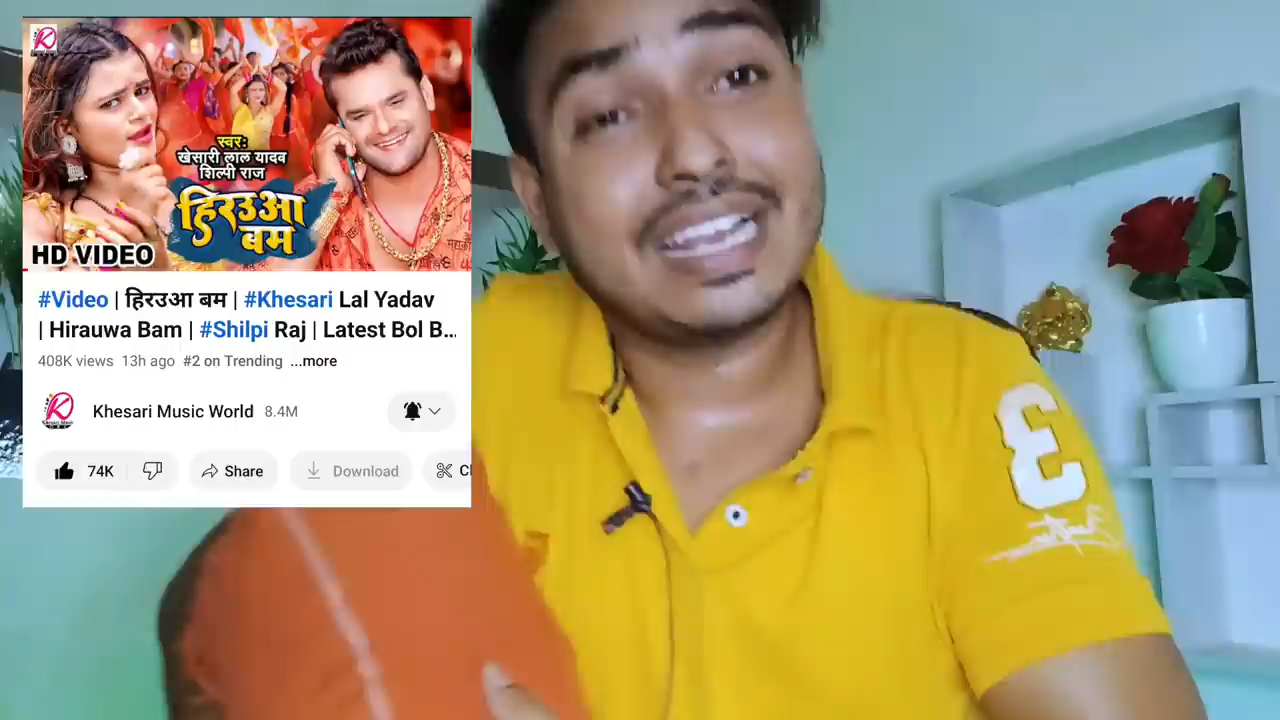 स्वर:
खेसारी लाल यादव
शिल्पी राज
हिरउआ
बम
HD VIDEO
#Video | हिरउआ बम | #Khesari Lal Yadav
| Hirauwa Bam | #Shilpi Raj | Latest Bol B...
408K views 13h ago #2 on Trending ...more
Khesari Music World 8.4M
74K Share Download
3